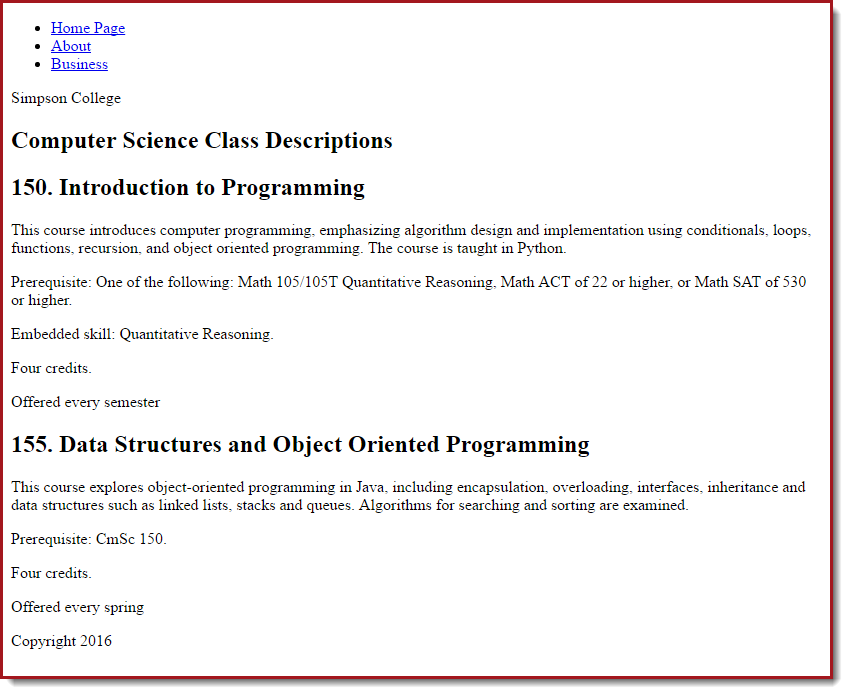 Home Page
About
Business
Simpson College
Computer Science Class Descriptions
150. Introduction to Programming
This course introduces computer programming, emphasizing algorithm design and implementation using conditionals, loops,
functions, recursion, and object oriented programming. The course is taught in Python.
Prerequisite: One of the following: Math 105/105T Quantitative Reasoning, Math ACT of 22 or higher, or Math SAT of 530
or higher.
Embedded skill: Quantitative Reasoning.
Four credits.
Offered every semester
155. Data Structures and Object Oriented Programming
This course explores object-oriented programming in Java, including encapsulation, overloading, interfaces, inheritance and
data structures such as linked lists, stacks and queues. Algorithms for searching and sorting are examined.
Prerequisite: CmSc 150.
Four credits.
Offered every spring
Copyright 2016